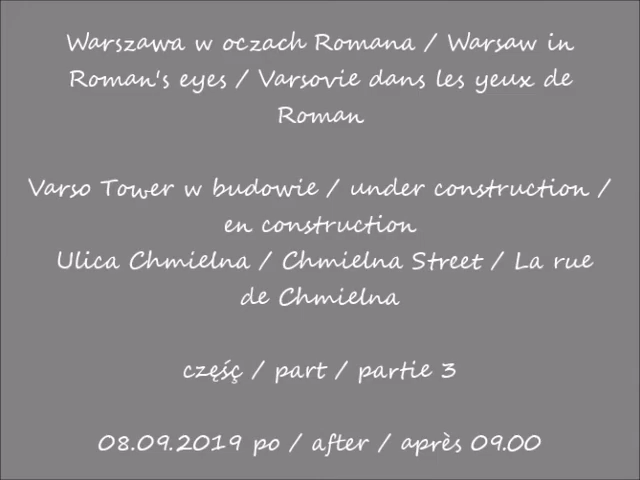 Warszawa w oczach Romana / Warsaw in
Roman's eyes / Varsovie dans les yeux de
Roman
Varso Tower w budowie / under construction /
en construction
Ulica Chmielna / Chmielna Street / La rue
de Chmielna
częśç / part / partie 3
08.09.2019 po / after / après 09.00